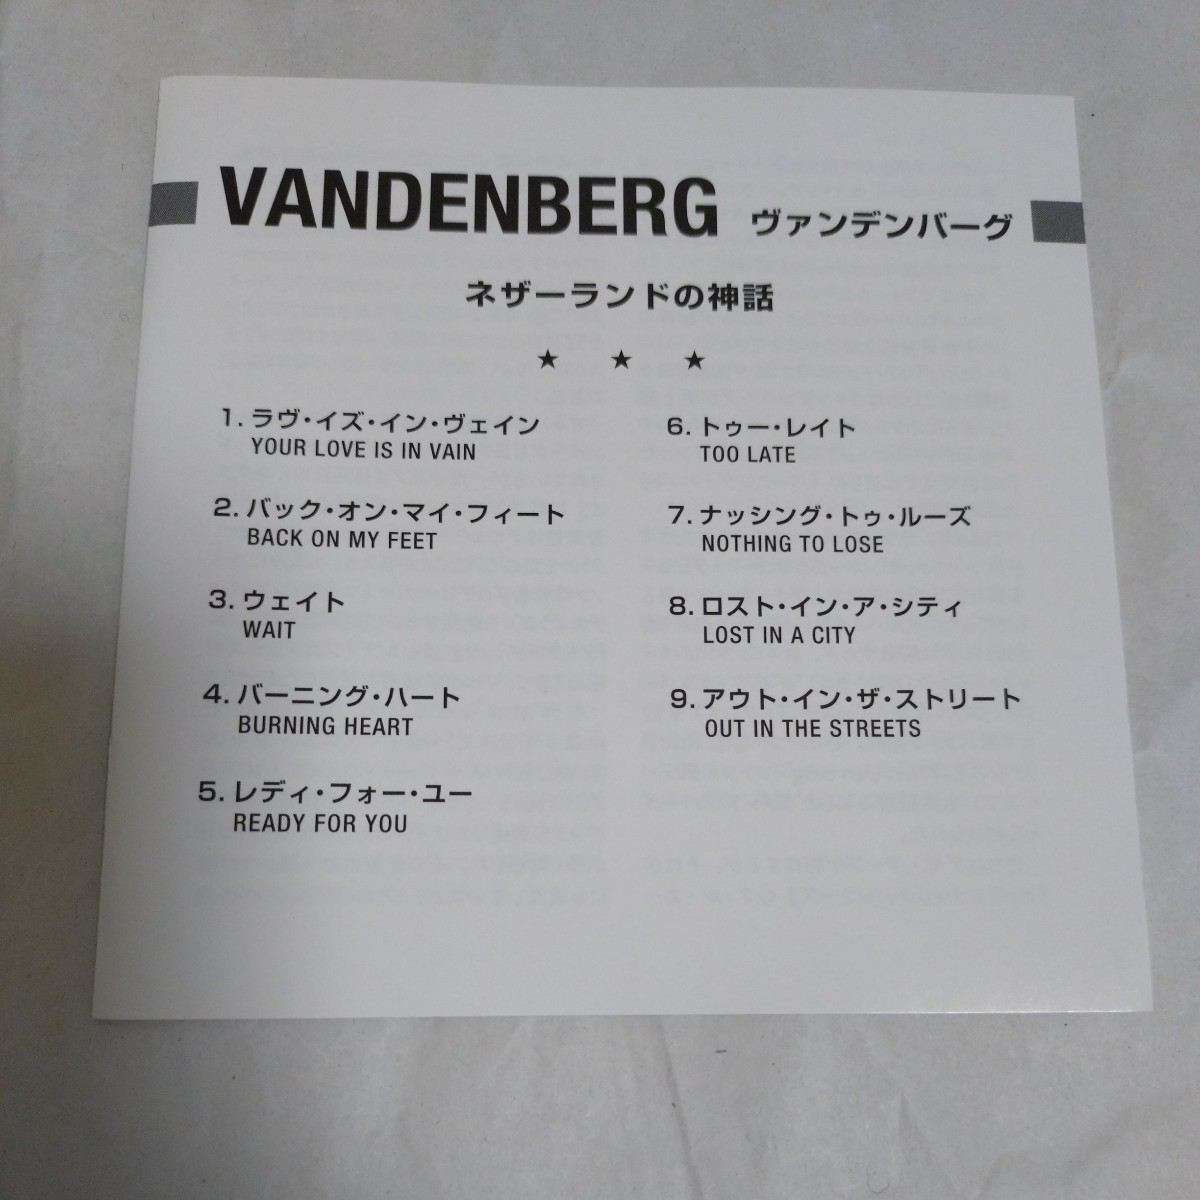 VANDENBERG ヴァンデンバーグ
ネザーランドの神話
★ ★ ★
1. ラヴ・イズ・イン・ヴェイン
YOUR LOVE IS IN VAIN
2. バック・オン・マイ・フィート
BACK ON MY FEET
3. ウェイト
WAIT
4. バーニング・ハート
BURNING HEART
5. レディ・フォー・ユー
READY FOR YOU
6. トゥー・レイト
TOO LATE
7. ナッシング・トゥ・ルーズ
NOTHING TO LOSE
8. ロスト・イン・ア・シティ
LOST IN A CITY
9. アウト・イン・ザ・ストリート
OUT IN THE STREETS